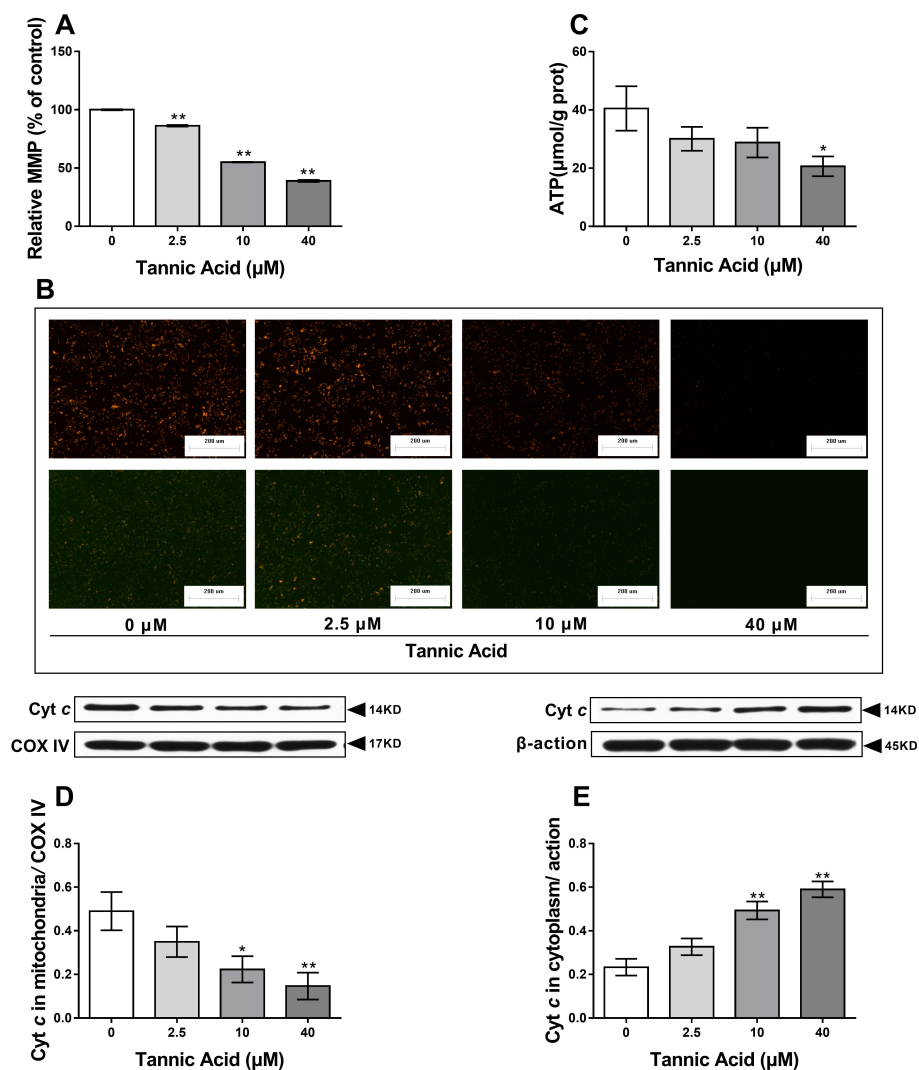 A
Relative MMP (% of control)
150
100
50
0
**
**
**
0 2.5 10 40
Tannic Acid (µM)
C
ATP(µmol/g prot)
60
40
20
0
*
0 2.5 10 40
Tannic Acid (µM)
B
200 um 200 um 200 um 200 um
200 um 200 um 200 um 200 um
0 µM 2.5 µM 10 µM 40 µM
Tannic Acid
Cyt c 14KD
COX IV 17KD
Cyt c 14KD
β-action 45KD
D
Cyt c in mitochondria/ COX IV
0.8
0.6
0.4
0.2
0.0
*
**
0 2.5 10 40
Tannic Acid (µM)
E
Cyt c in cytoplasm/ action
0.8
0.6
0.4
0.2
0.0
**
**
0 2.5 10 40
Tannic Acid (µM)